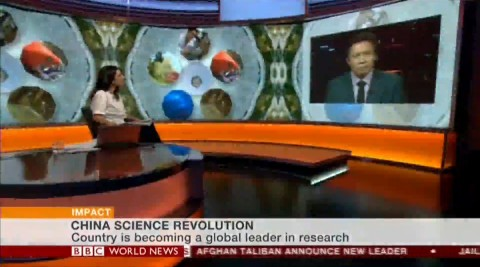 IMPACT
CHINA SCIENCE REVOLUTION
Country is becoming a global leader in research
BBC WORLD NEWS
AFGHAN TALIBAN ANNOUNCE NEW LEADER